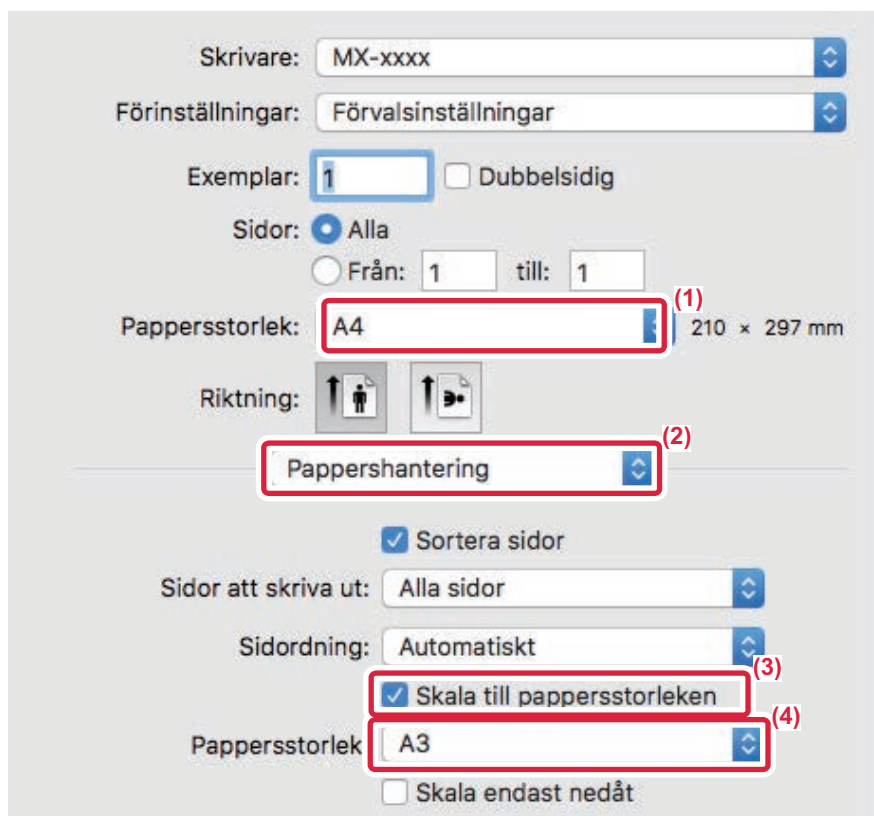 Skrivare: MX-xxxx
Förinställningar: Förvalsinställningar
Exemplar: 1 Dubbelsidig
Sidor: Alla
Från: 1 till: 1
(1)
Pappersstorlek: A4 210 × 297 mm
Riktning:
(2)
Pappershantering
Sortera sidor
Sidor att skriva ut: Alla sidor
Sidordning: Automatiskt
(3)
Skala till pappersstorleken
(4)
Pappersstorlek A3
Skala endast nedåt